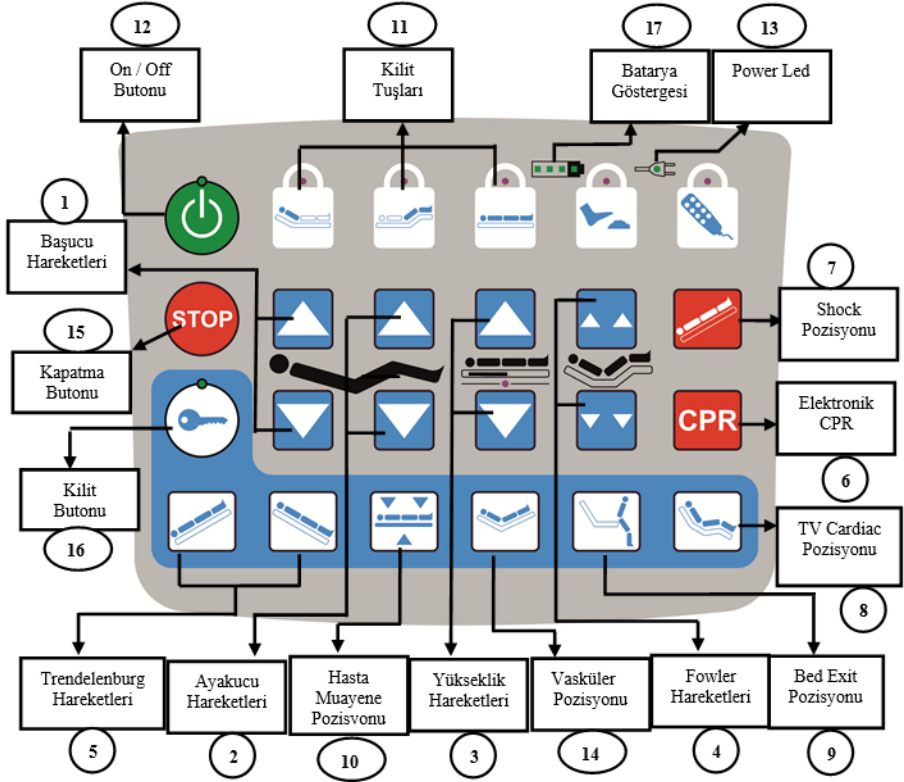 12
11
17
13
On / Off
Butonu
Kilit
Tuşları
Batarya
Göstergesi
Power Led
1
Başucu
Hareketleri
7
Shock
Pozisyonu
15
STOP
Kapatma
Butonu
Elektronik
CPR
CPR
6
Kilit
Butonu
16
TV Cardiac
Pozisyonu
8
Trendelenburg
Hareketleri
Ayakucu
Hareketleri
Hasta
Muayene
Pozisvonu
Yükseklik
Hareketleri
Vasküler
Pozisyonu
Fowler
Hareketleri
Bed Exit
Pozisyonu
5
2
10
3
14
4
9